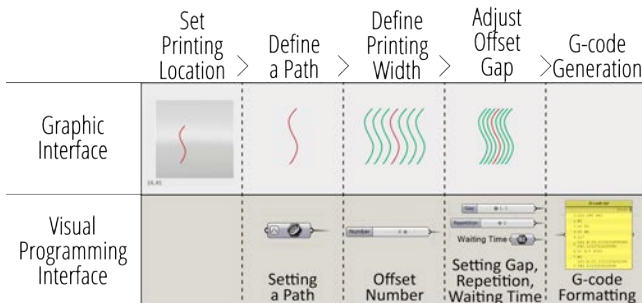 Set
Printing
Location
>
Define
a Path
>
Define
Printing
Width
>
Adjust
Offset
Gap
>
G-code
Generation
Graphic
Interface
Visual
Programming
Interface
Setting
a Path
Number
Offset
Number
Gap
Repetition
Waiting Time
Setting Gap,
Repetition,
Waiting Time
G-code
Formatting